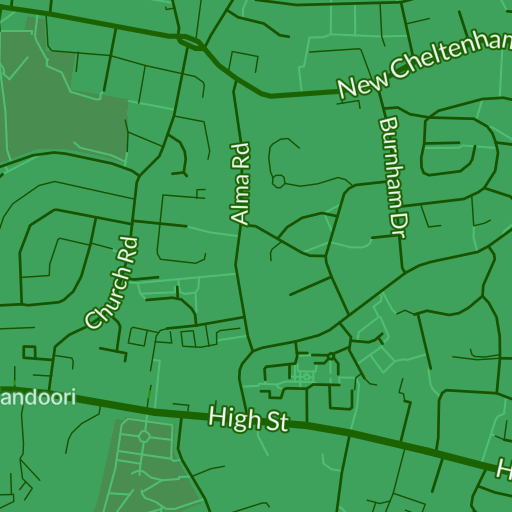 New Cheltenham
Burnham Dr
Alma Rd
Church Rd
andoori
High St
H